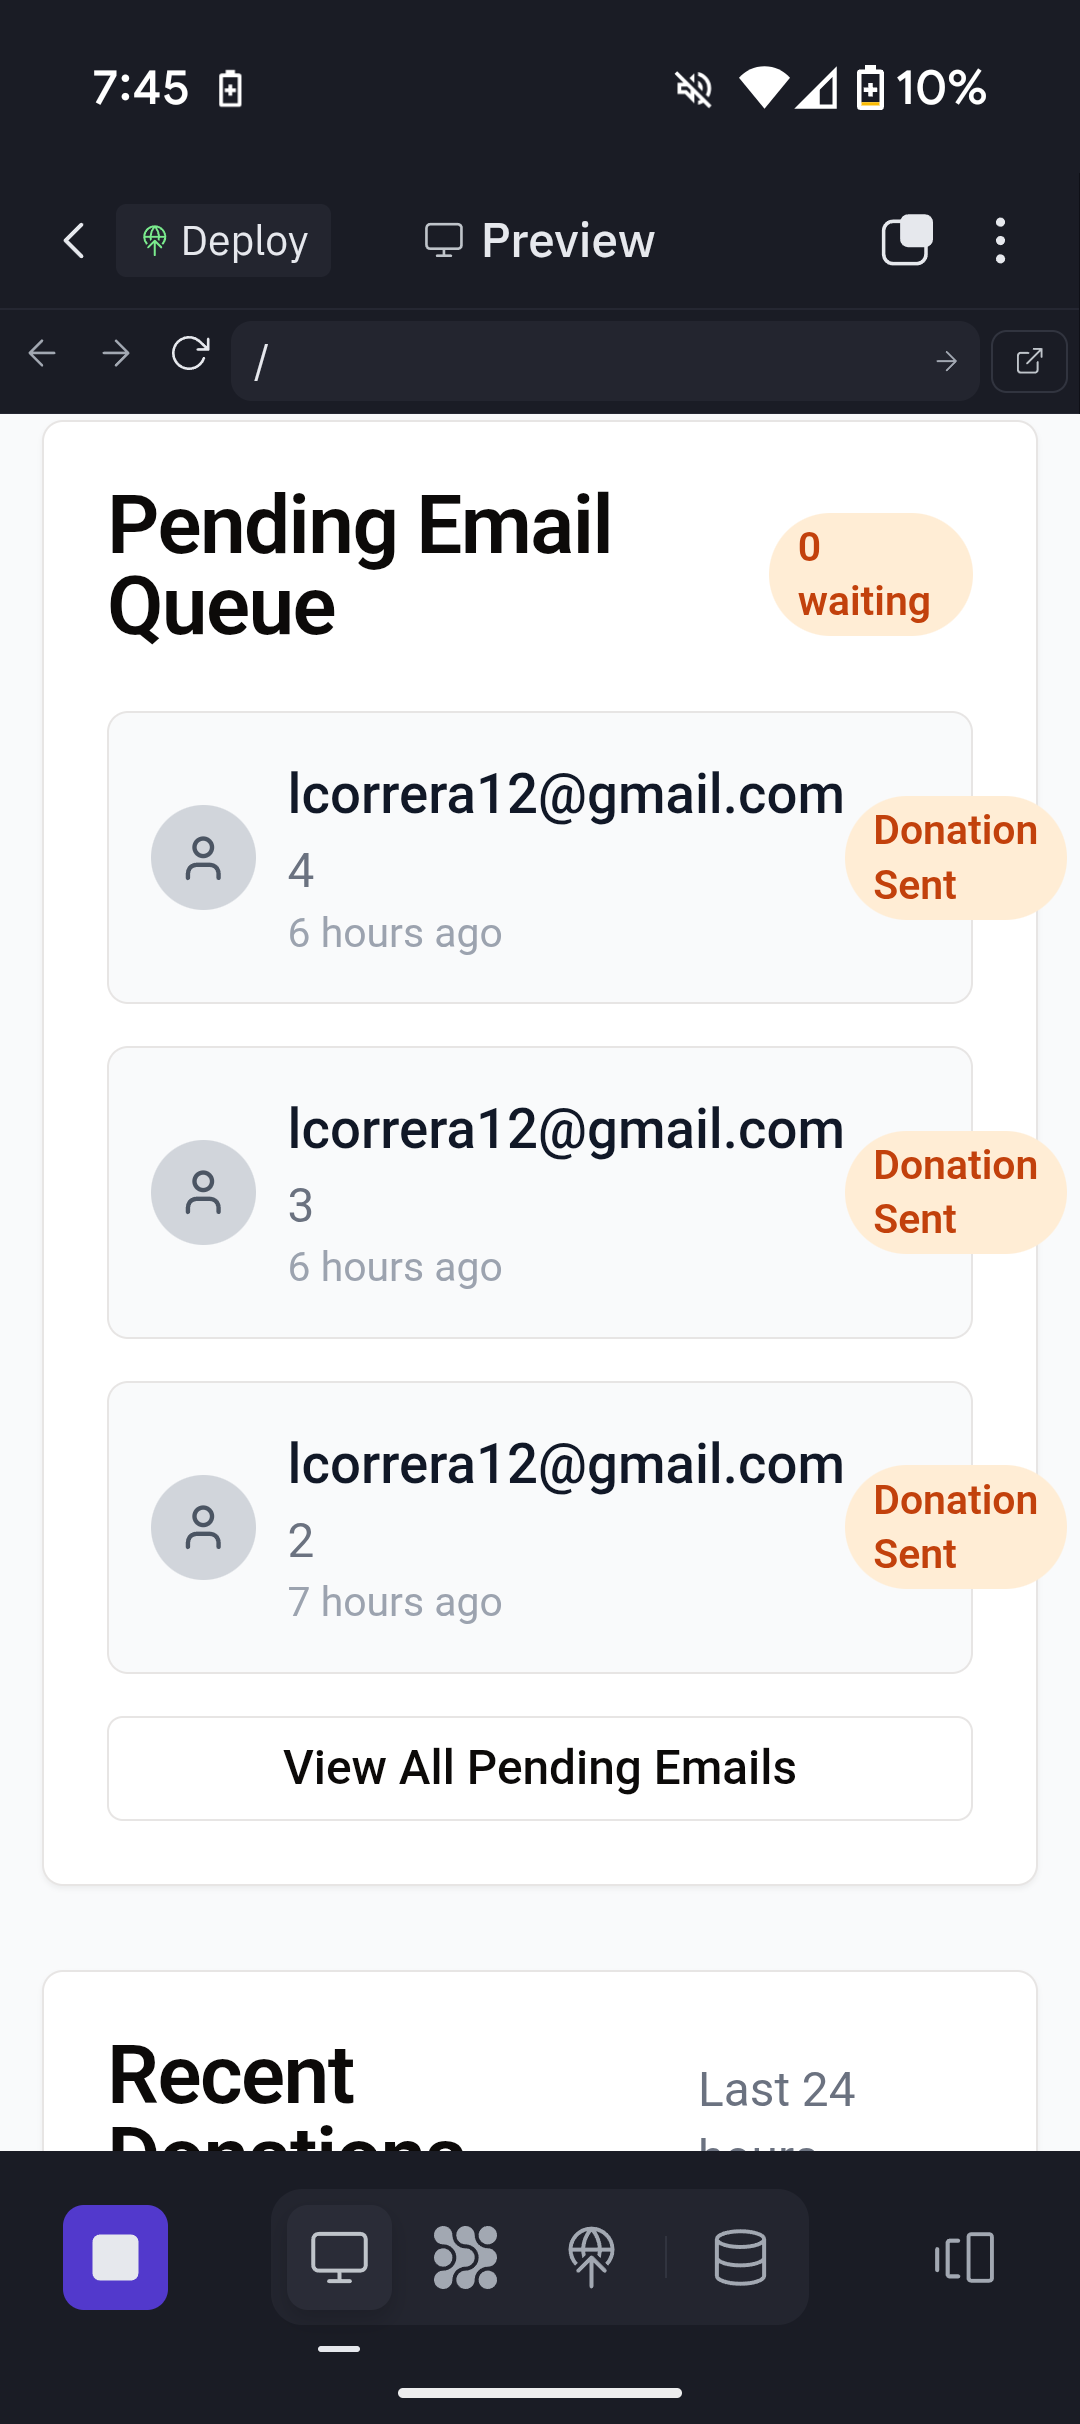 7:45
10%
Deploy
Preview
/
Pending Email
Queue
0
waiting
lcorrera12@gmail.com
4
6 hours ago
Donation
Sent
lcorrera12@gmail.com
3
6 hours ago
Donation
Sent
lcorrera12@gmail.com
2
7 hours ago
Donation
Sent
View All Pending Emails
Recent
Donations
Last 24
hours